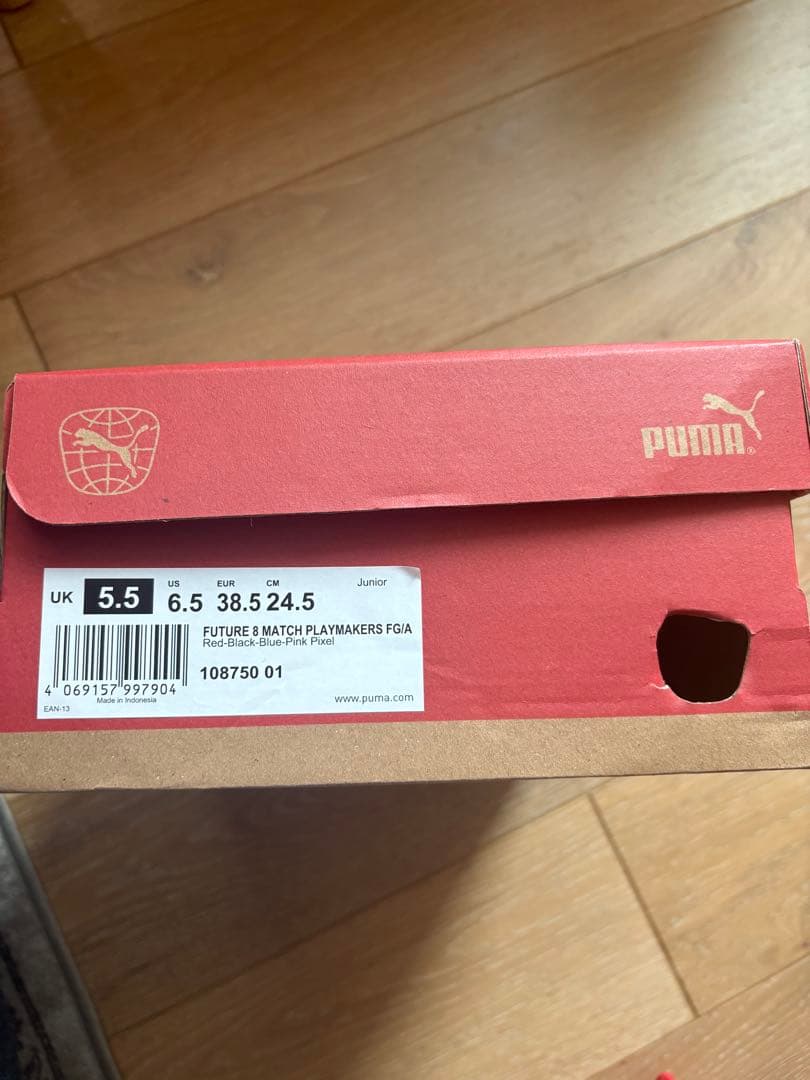 PUMA®
UK 5.5 US 6.5 EUR 38.5 CM 24.5 Junior
FUTURE 8 MATCH PLAYMAKERS FG/A
Red-Black-Blue-Pink Pixel
108750 01
4 069157 997904
Made in Indonesia
www.puma.com
EAN-13